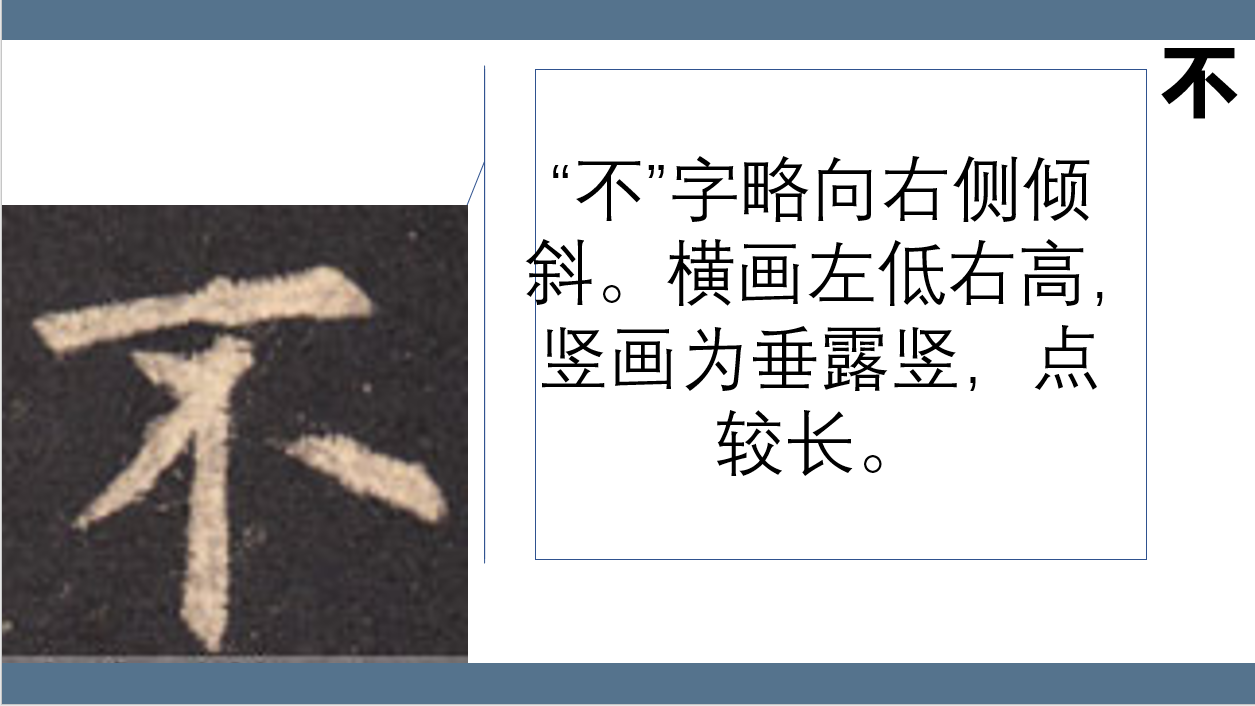 不
“不”字略向右侧倾
斜。横画左低右高,
竖画为垂露竖, 点
较长。
不